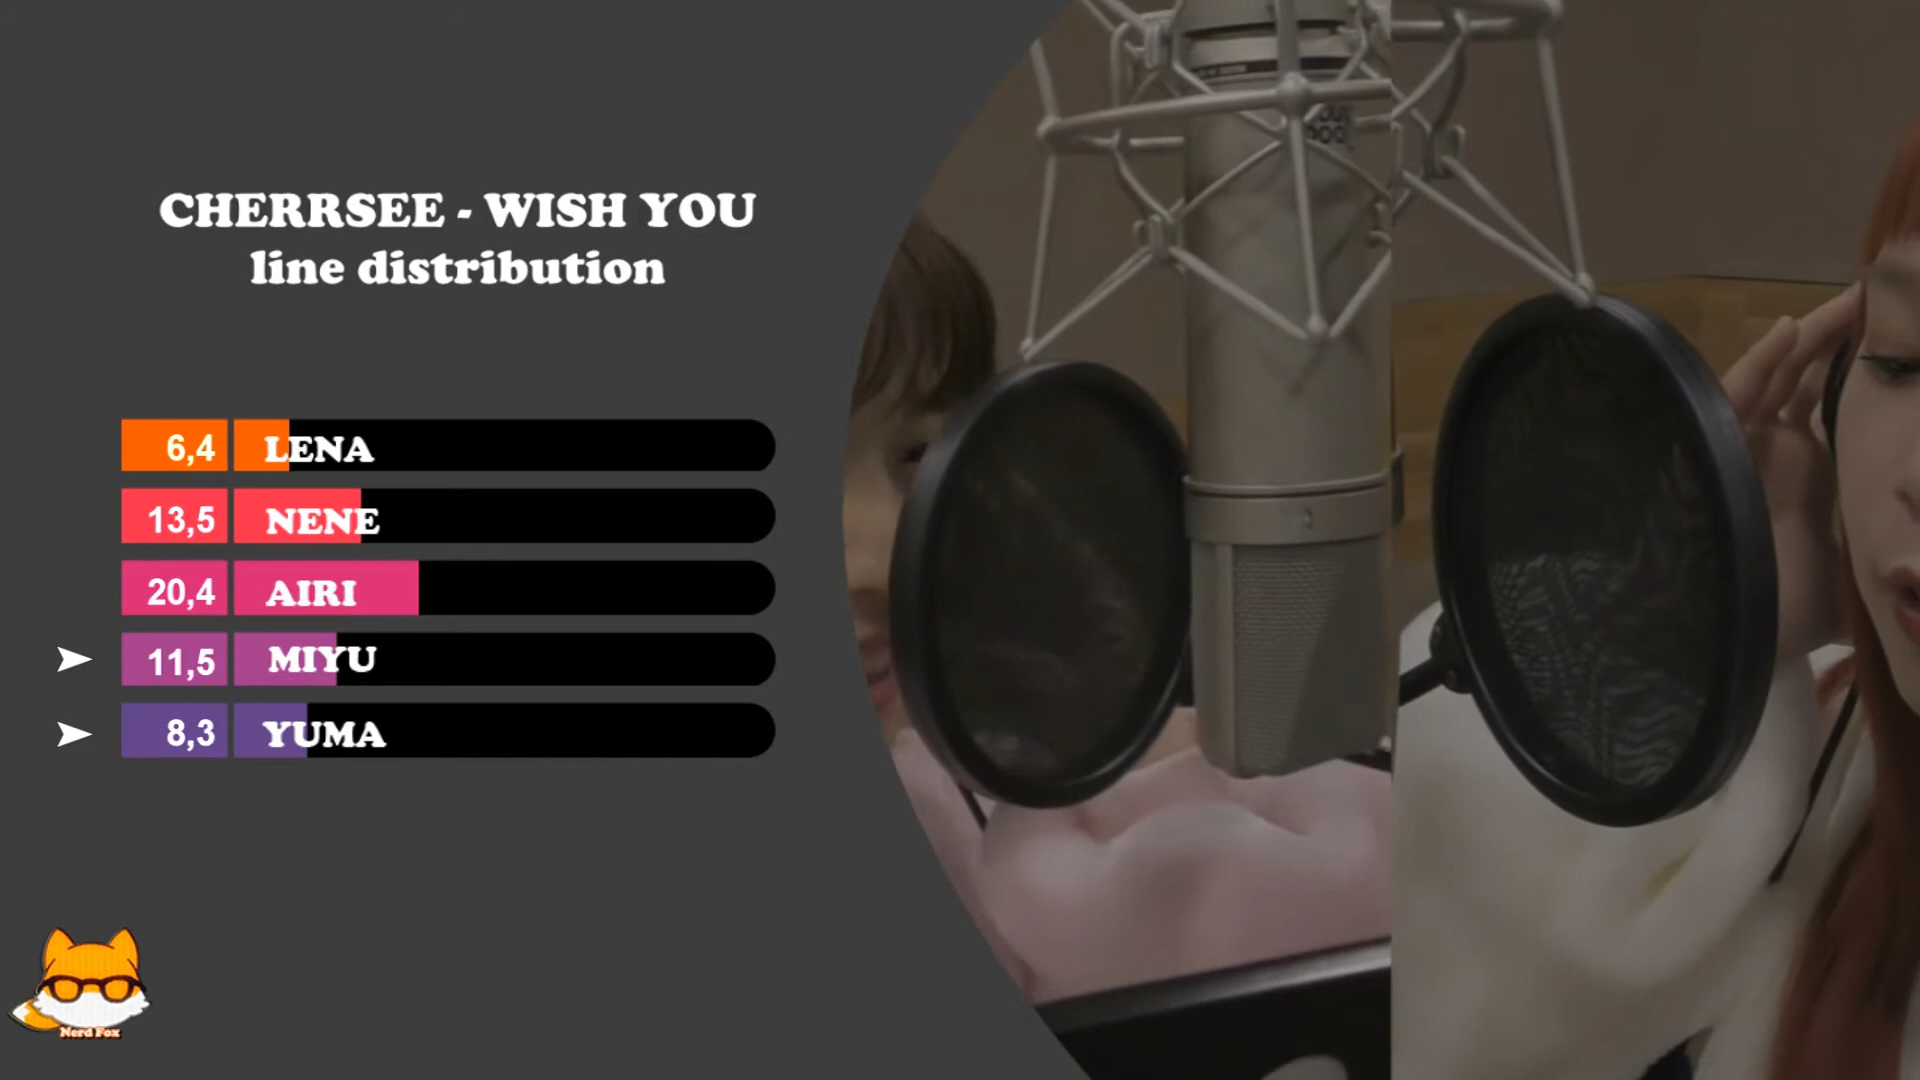 CHERRSEE - WISH YOU
line distribution
6,4 LENA
13,5 NENE
20,4 AIRI
11,5 MIYU
8,3 YUMA
Nerd Fox